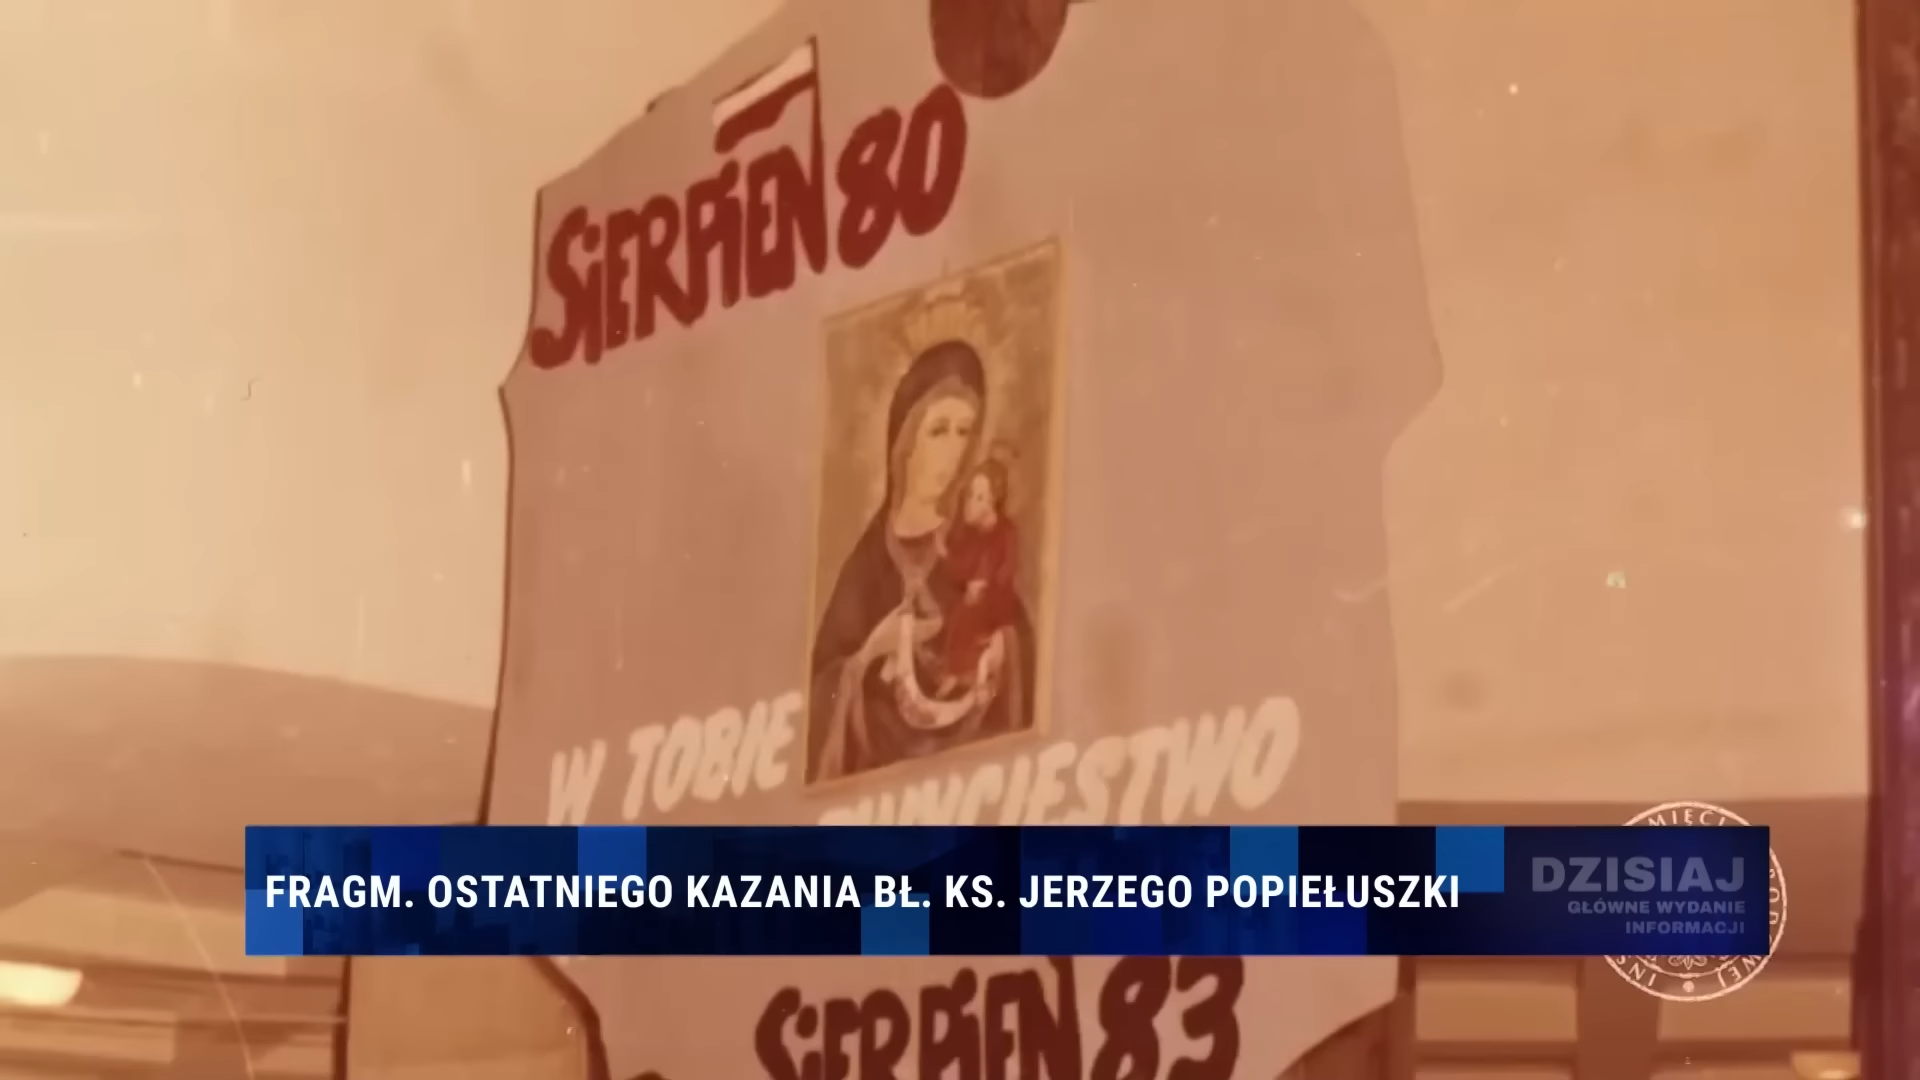 SiERPIEŃ 80
W TOBIE
FRAGM. OSTATNIEGO KAZANIA BŁ. KS. JERZEGO POPIEŁUSZKI
DZISIAJ
GŁÓWNE WYDANIE
INFORMACJI
SiERPIEŃ 83